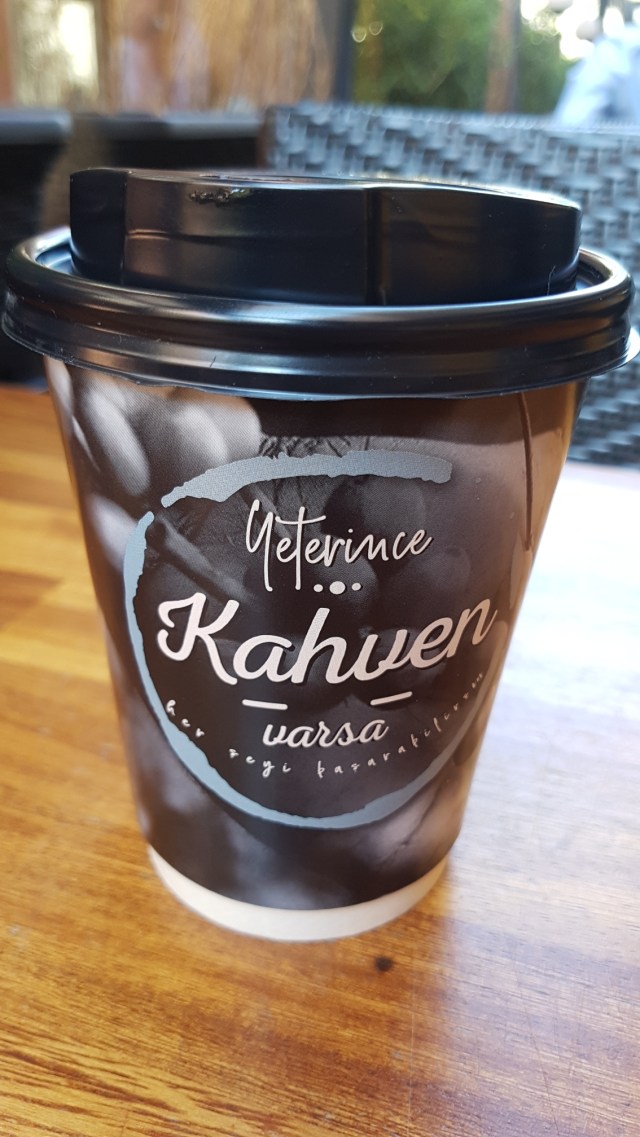 Yeterince
Kahven
varsa
her şeyi başarabilirsin